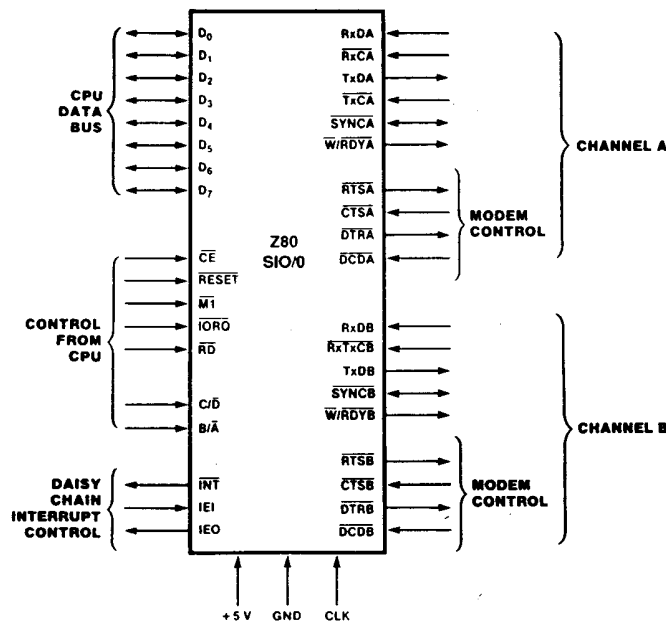 CPU
DATA
BUS
D0
D1
D2
D3
D4
D5
D6
D7
CONTROL
FROM
CPU
CE
RESET
M1
IORQ
RD
C/D
B/A
DAISY
CHAIN
INTERRUPT
CONTROL
INT
IEI
IEO
Z80
SIO/0
RxDA
RxCA
TxDA
TxCA
SYNCA
W/RDYA
RTSA
CTSA
DTRA
DCDA
MODEM
CONTROL
CHANNEL A
RxDB
RxTxCB
TxDB
SYNCB
W/RDYB
RTSB
CTSB
DTRB
DCDB
MODEM
CONTROL
CHANNEL B
+5 V GND CLK